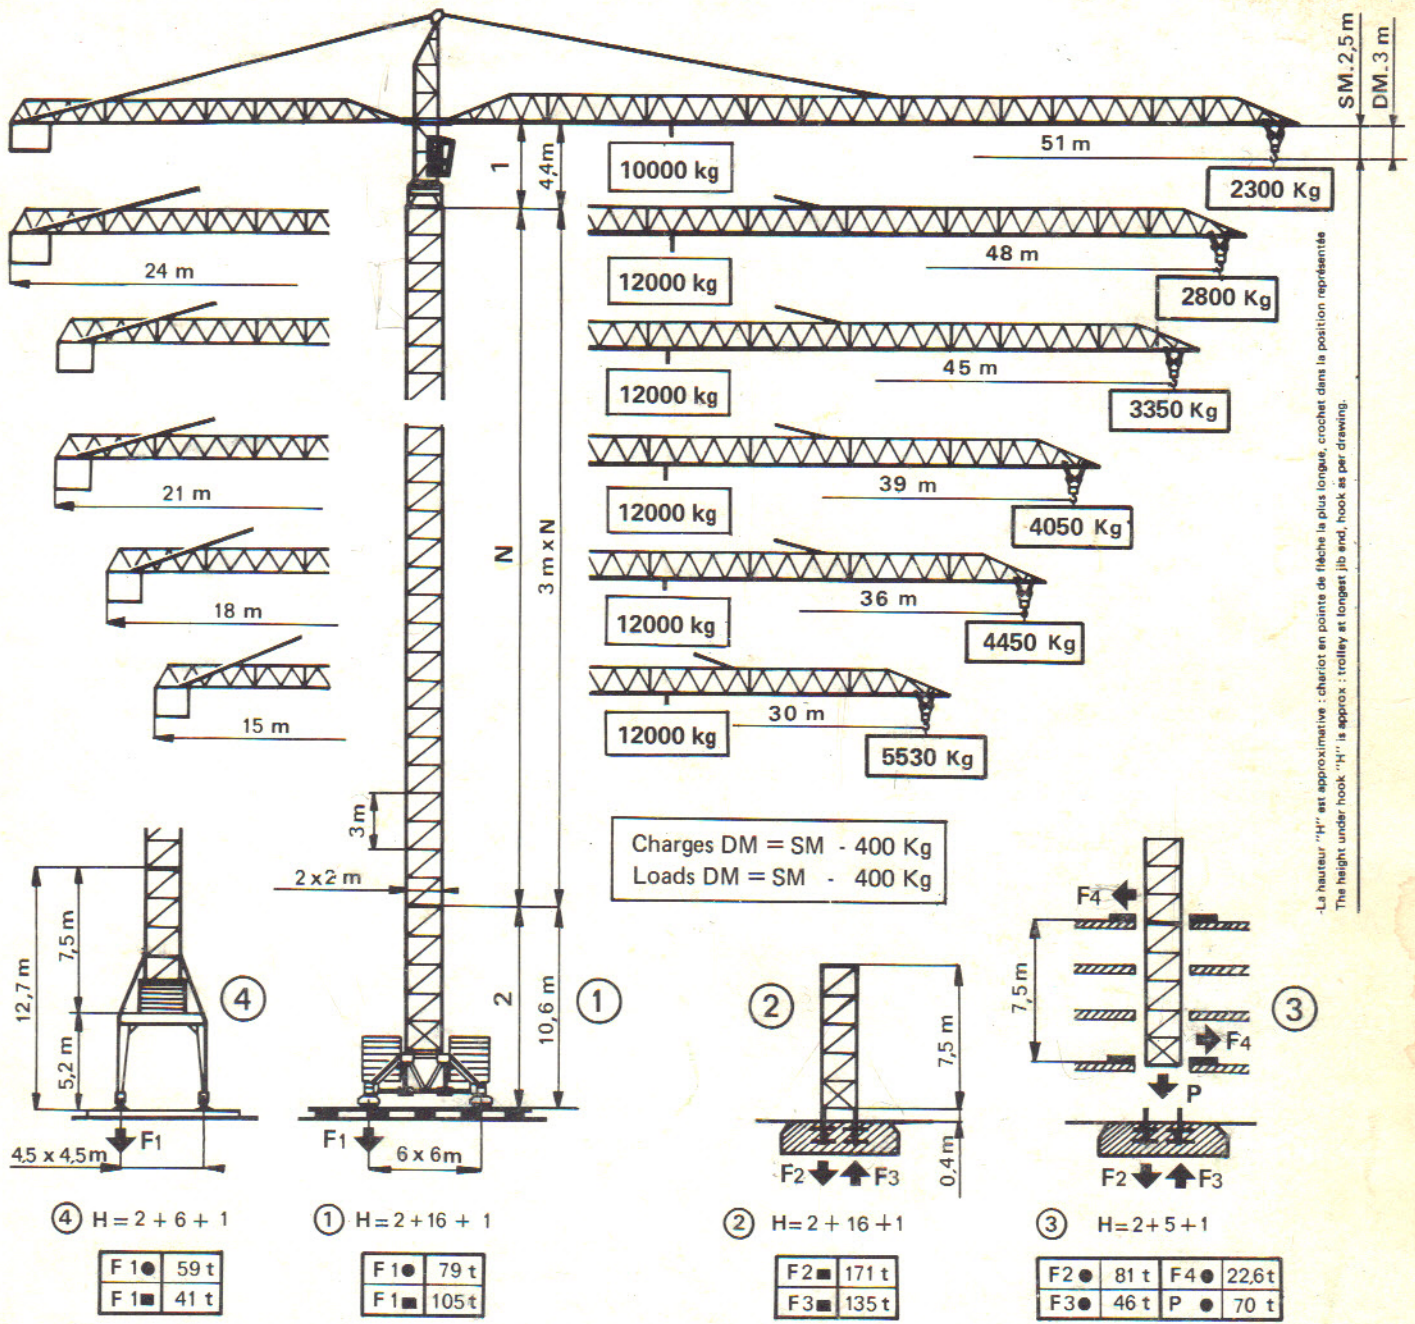 SM.2,5 m
DM.3 m
51 m
10000 kg
2300 Kg
1
4,4m
24 m
48 m
12000 kg
2800 Kg
45 m
12000 kg
3350 Kg
21 m
39 m
12000 kg
4050 Kg
N
3 m x N
18 m
36 m
12000 kg
4450 Kg
15 m
30 m
12000 kg
5530 Kg
-La hauteur "H" est approximative : chariot en pointe de flèche la plus longue, crochet dans la position représentée
The height under hook "H" is approx : trolley at longest jib end, hook as per drawing.
3m
2 x 2 m
Charges DM = SM - 400 Kg
Loads DM = SM - 400 Kg
12,7 m
7,5 m
5,2 m
4
2
10,6 m
1
2
7,5 m
0,4 m
F4
7,5 m
3
F4
P
F1
4,5 x 4,5m
F1
6 x 6m
F2
F3
F2
F3
4 H = 2 + 6 + 1
1 H = 2 + 16 + 1
2 H = 2 + 16 + 1
3 H = 2 + 5 + 1
F 1● 59 t
F 1■ 41 t
F 1● 79 t
F 1■ 105 t
F2■ 171 t
F3■ 135 t
F2● 81 t F4● 22,6t
F3● 46 t P ● 70 t